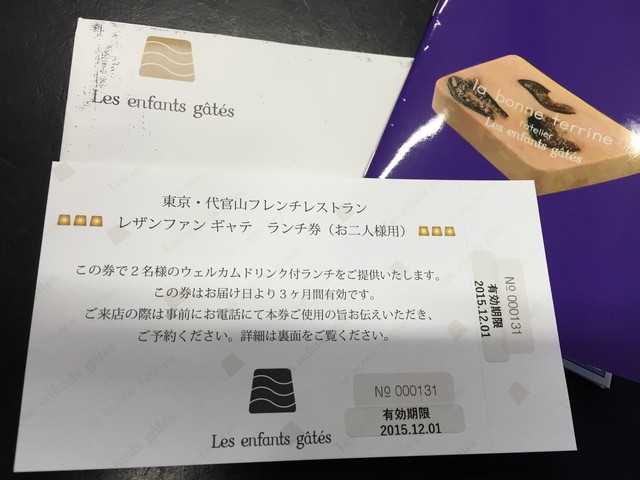 Les enfants gâtés
la bonne terrine
l'atelier
Les enfants gâtés
東京・代官山フレンチレストラン
レザンファン ギャテ ランチ券（お二人様用）
この券で２名様のウェルカムドリンク付ランチをご提供いたします。
この券はお届け日より３ヶ月間有効です。
ご来店の際は事前にお電話にて本券ご使用の旨お伝えいただき、
ご予約ください。詳細は裏面をご覧ください。
Les enfants gâtés
№ 000131
有効期限
2015.12.01
№ 000131
有効期限
2015.12.01